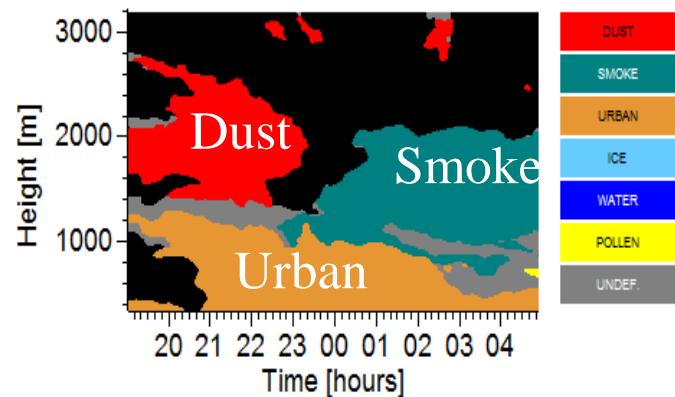 3000
2000
1000
Height [m]
Dust
Smoke
Urban
20 21 22 23 00 01 02 03 04
Time [hours]
DUST
SMOKE
URBAN
ICE
WATER
POLLEN
UNDEF.